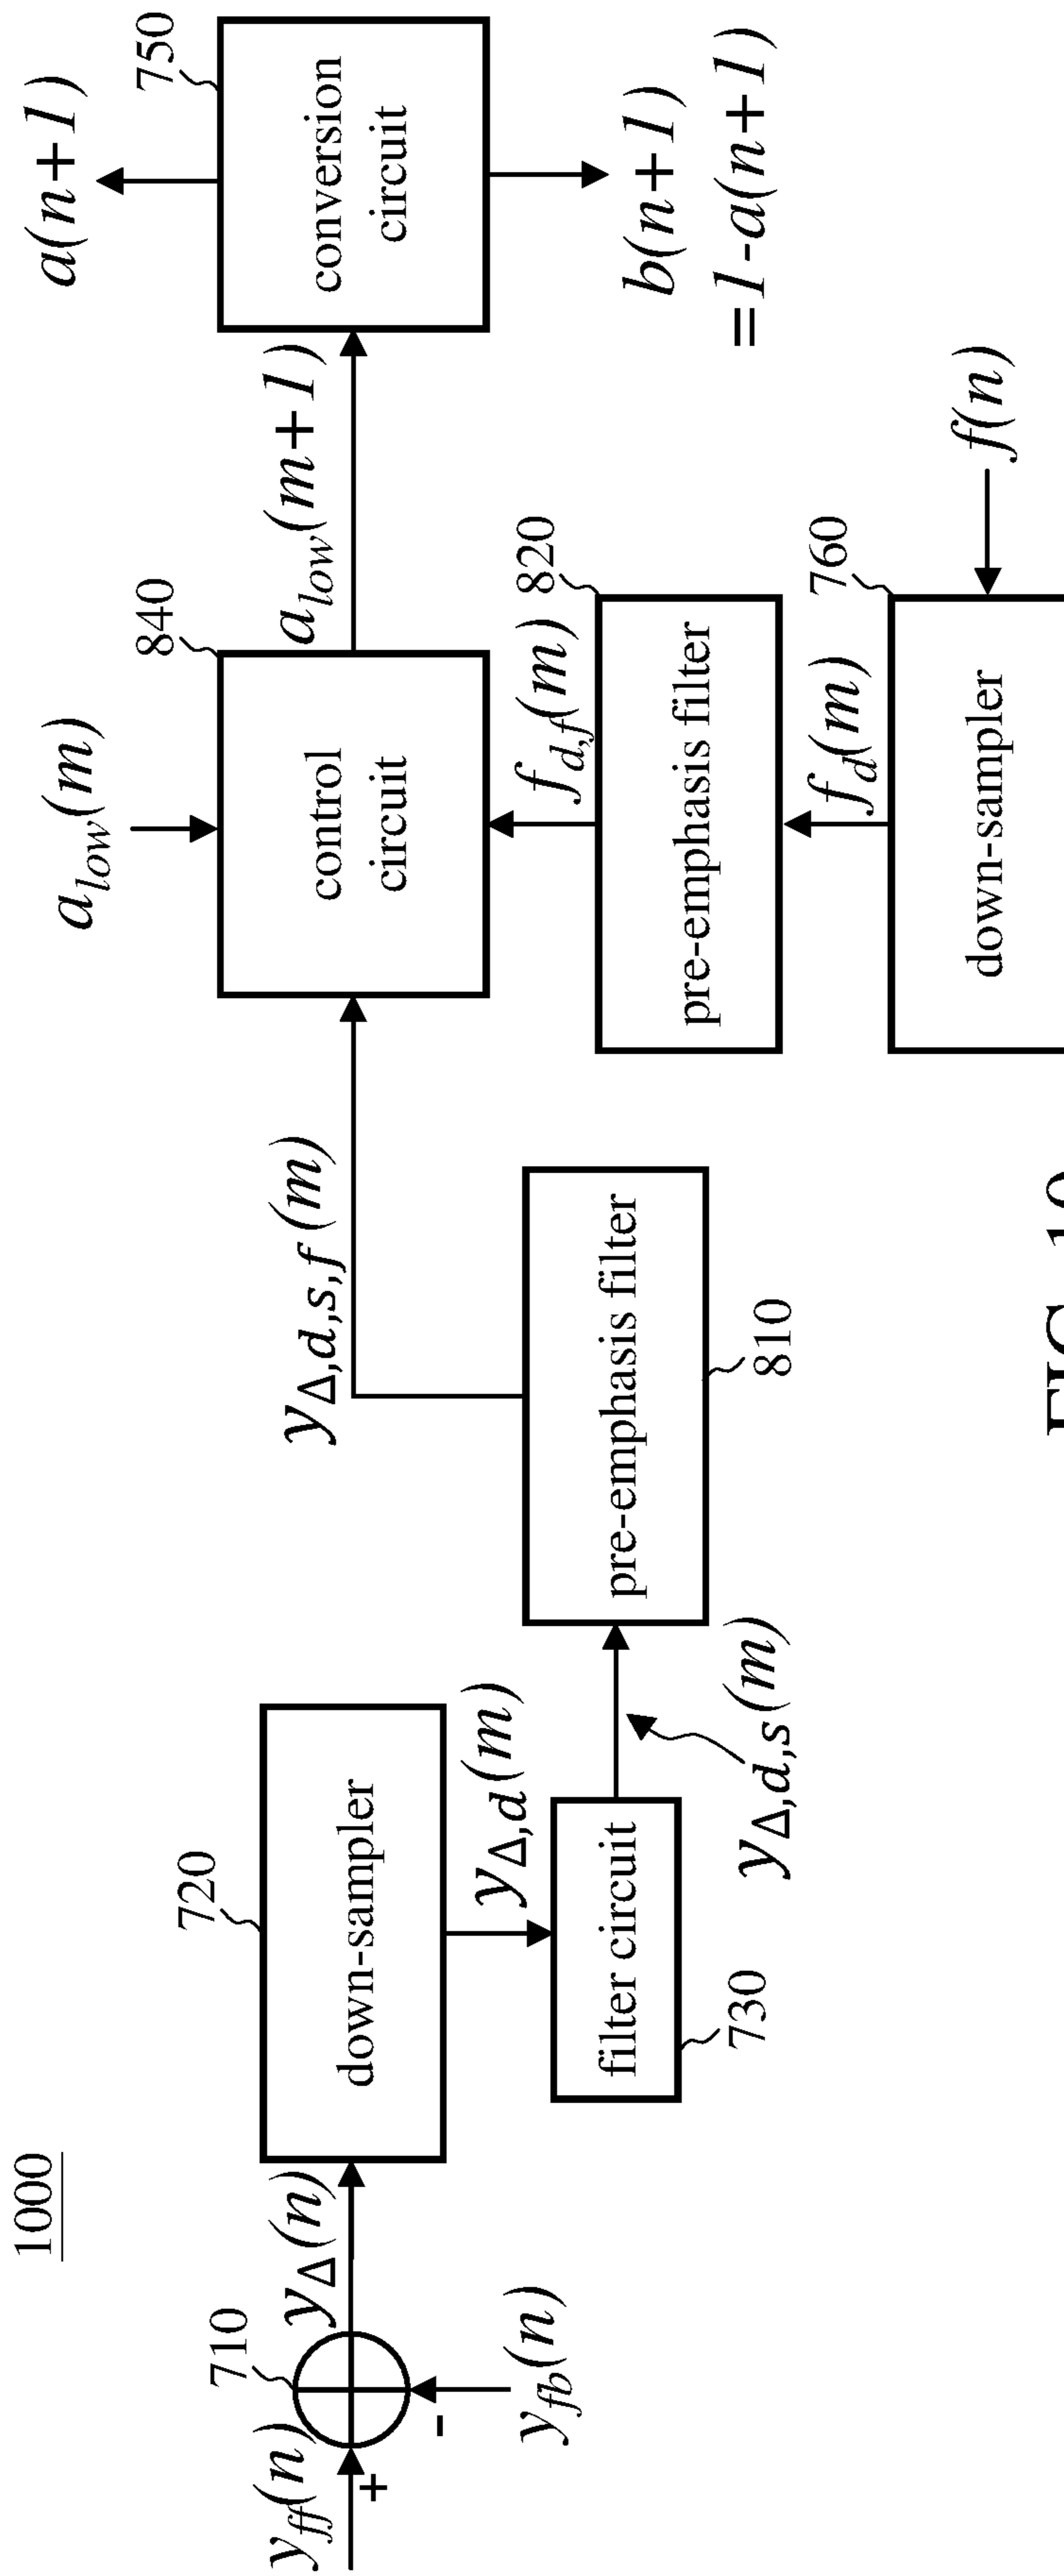 1000
y_ff(n)
+
710
-
y_fb(n)
y_Δ(n)
720
down-sampler
y_Δ,d(m)
filter circuit
730
y_Δ,d,s(m)
pre-emphasis filter
810
y_Δ,d,s,f(m)
a_low(m)
840
control
circuit
f_d,f(m)
820
pre-emphasis filter
f_d(m)
760
down-sampler
f(n)
a_low(m+1)
750
conversion
circuit
a(n+1)
b(n+1)
=1-a(n+1)